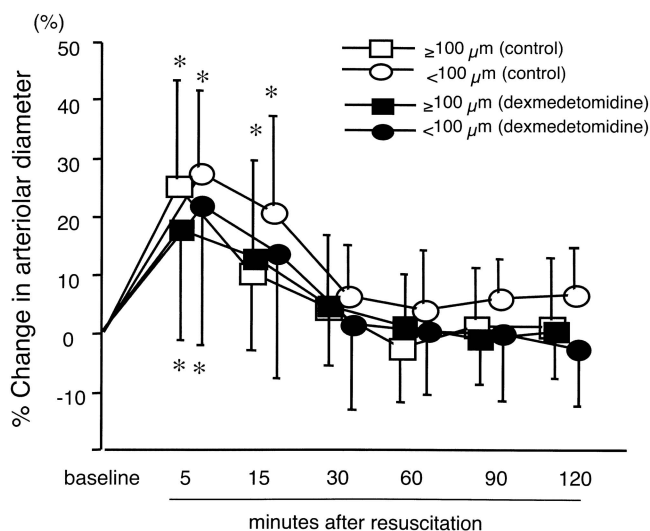 (%)
50
40
30
20
10
0
-10
% Change in arteriolar diameter
≥100 µm (control)
<100 µm (control)
≥100 µm (dexmedetomidine)
<100 µm (dexmedetomidine)
* * * *
* *
baseline 5 15 30 60 90 120
minutes after resuscitation